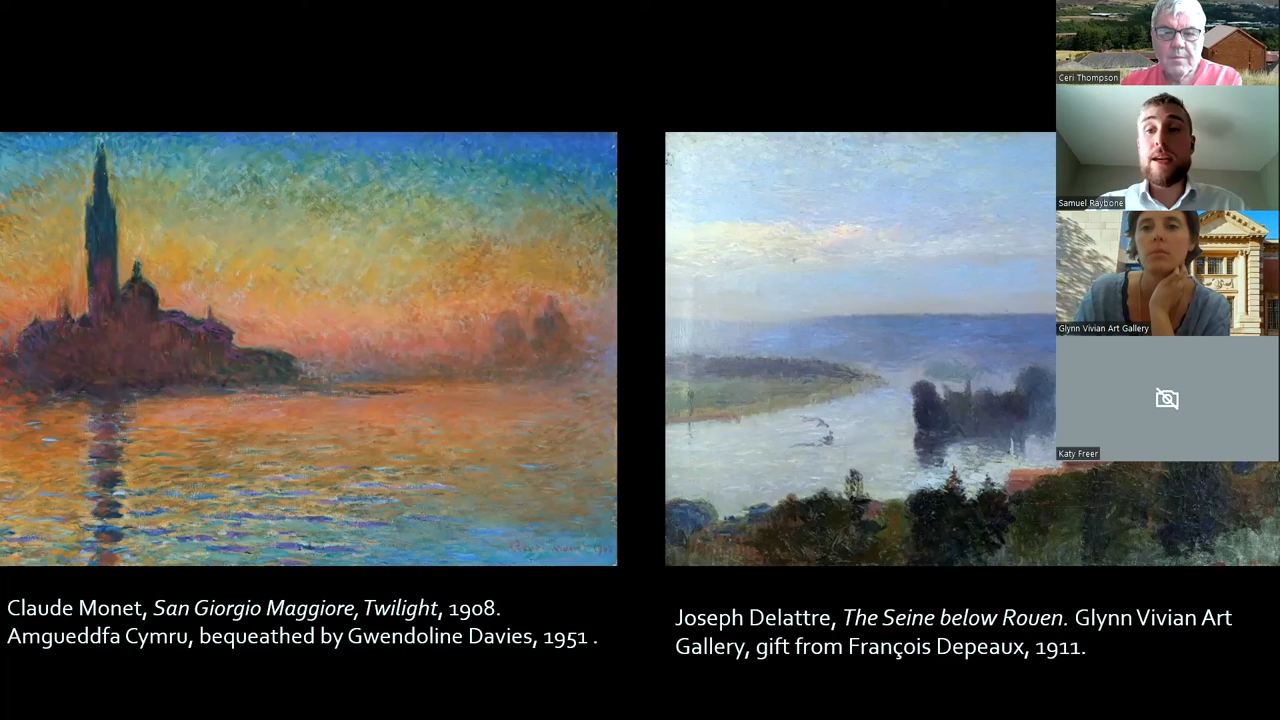 Ceri Thompson
Samuel Raybone
Glynn Vivian Art Gallery
Katy Freer
Claude Monet, San Giorgio Maggiore, Twilight, 1908.
Amgueddfa Cymru, bequeathed by Gwendoline Davies, 1951 .
Joseph Delattre, The Seine below Rouen. Glynn Vivian Art
Gallery, gift from François Depeaux, 1911.